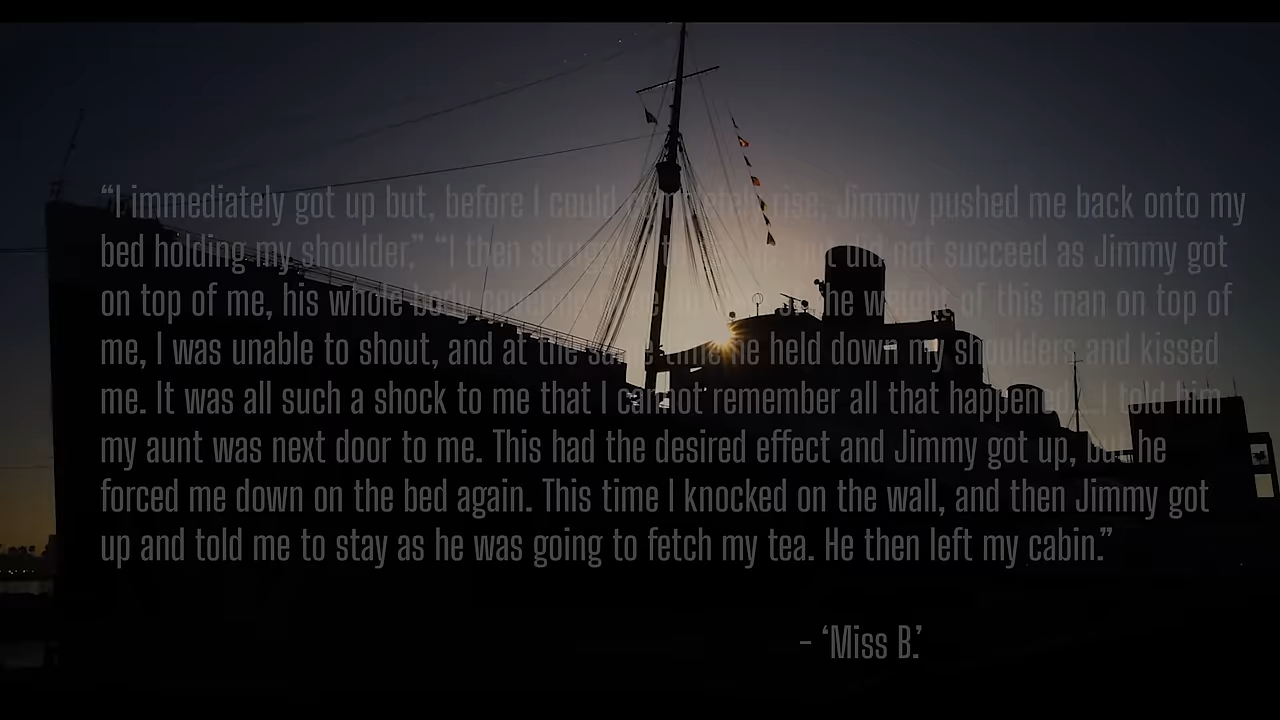 “I immediately got up but, before I could rise, Jimmy pushed me back onto my
bed holding my shoulder,” “I then did not succeed as Jimmy got
on top of me, his whole body the weight of this man on top of
me, I was unable to shout, and at the same time he held down my shoulders and kissed
me. It was all such a shock to me that I cannot remember all that happened...I told him
my aunt was next door to me. This had the desired effect and Jimmy got up, but he
forced me down on the bed again. This time I knocked on the wall, and then Jimmy got
up and told me to stay as he was going to fetch my tea. He then left my cabin.”
– ‘Miss B.’